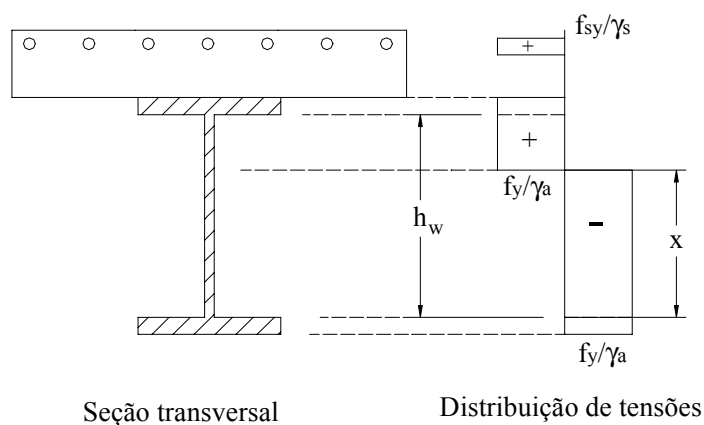 fsy/γs
+
+
fy/γa
hw
-
x
fy/γa
Seção transversal
Distribuição de tensões